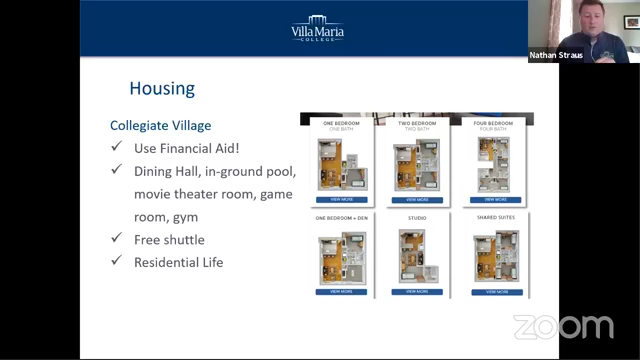 Villa Maria
COLLEGE
Nathan Straus
Housing
Collegiate Village
Use Financial Aid!
Dining Hall, in-ground pool,
movie theater room, game
room, gym
Free shuttle
Residential Life
ONE BEDROOM
ONE BATH
VIEW MORE
TWO BEDROOM
TWO BATH
VIEW MORE
FOUR BEDROOM
FOUR BATH
VIEW MORE
ONE BEDROOM + DEN
VIEW MORE
STUDIO
VIEW MORE
SHARED SUITES
VIEW MORE
zoom